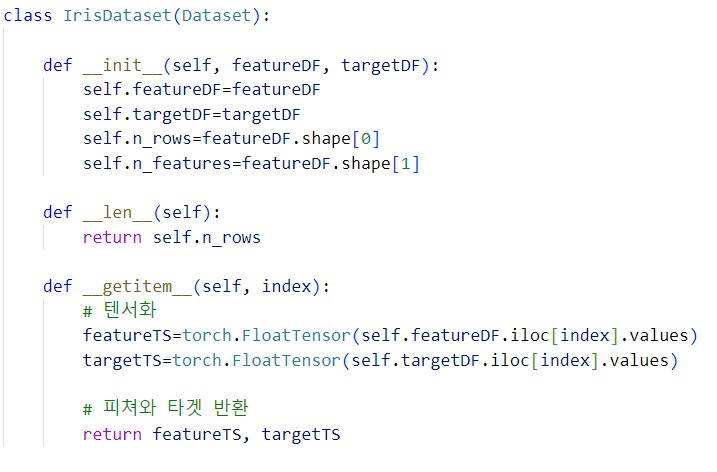 class IrisDataset(Dataset):
def __init__(self, featureDF, targetDF):
self.featureDF=featureDF
self.targetDF=targetDF
self.n_rows=featureDF.shape[0]
self.n_features=featureDF.shape[1]
def __len__(self):
return self.n_rows
def __getitem__(self, index):
# 텐서화
featureTS=torch.FloatTensor(self.featureDF.iloc[index].values)
targetTS=torch.FloatTensor(self.targetDF.iloc[index].values)
# 피쳐와 타겟 반환
return featureTS, targetTS